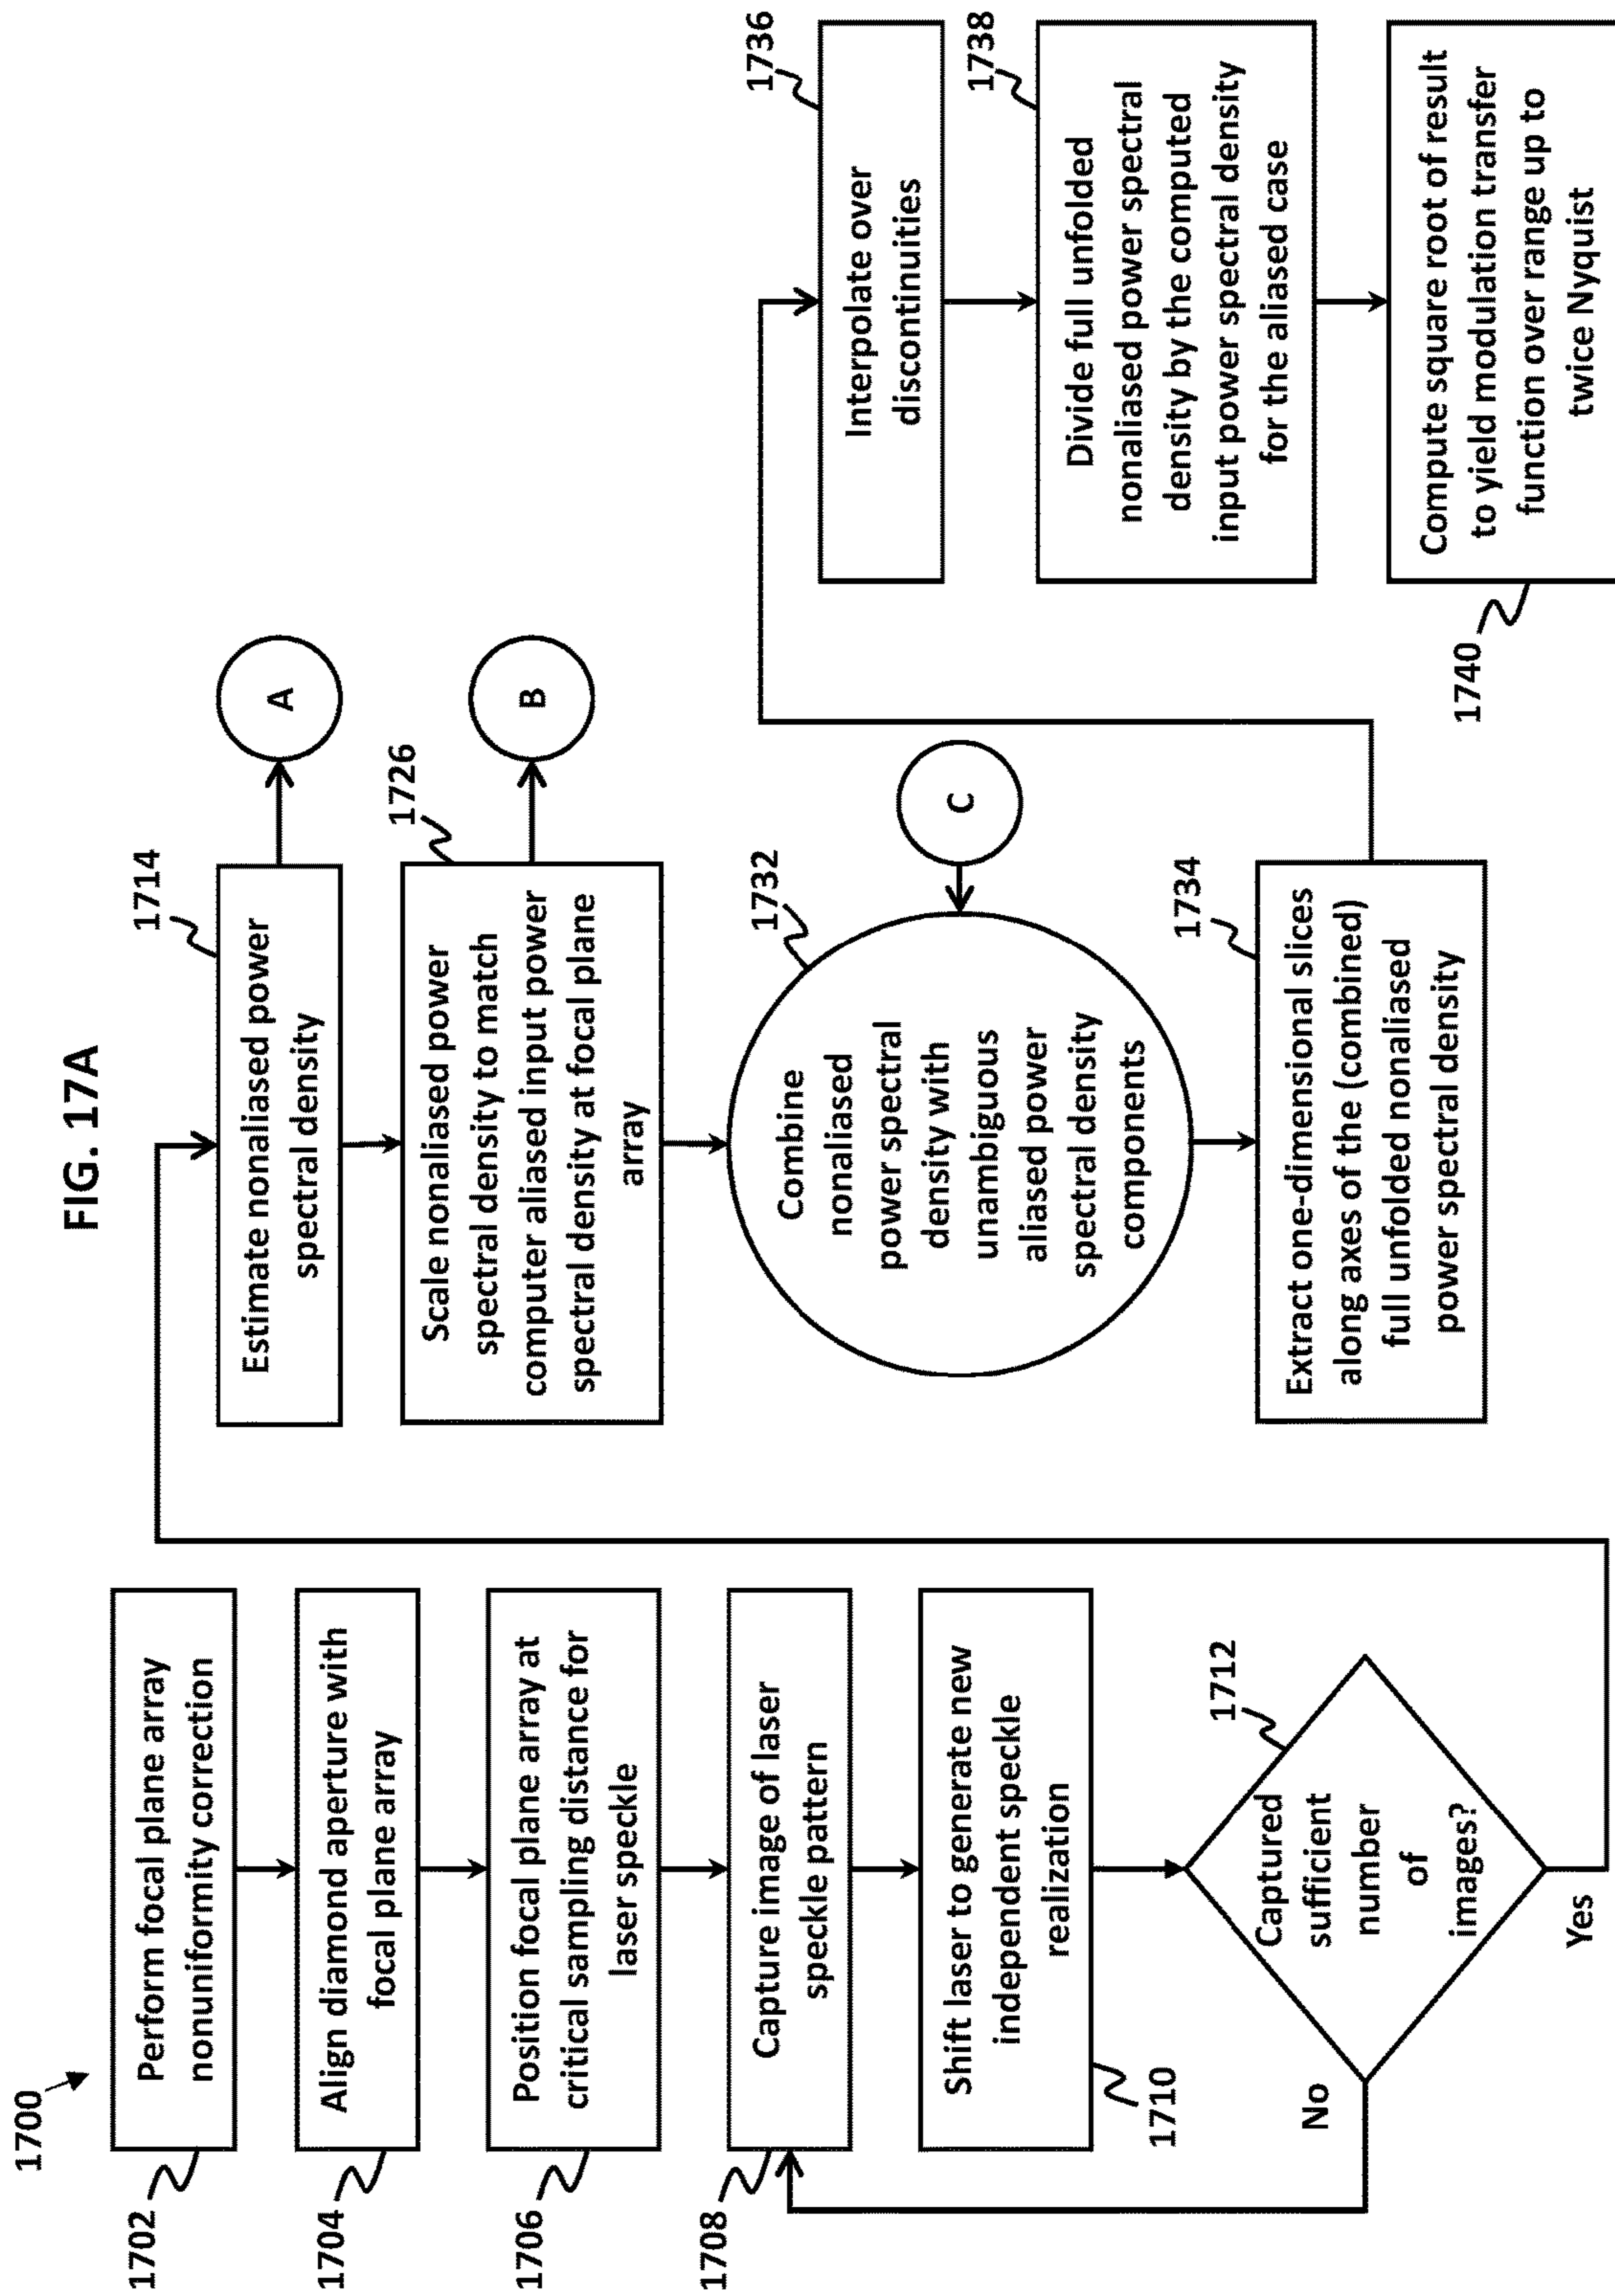 FIG. 17A
1700
1702
Perform focal plane array
nonuniformity correction
1704
Align diamond aperture with
focal plane array
1706
Position focal plane array at
critical sampling distance for
laser speckle
1708
Capture image of laser
speckle pattern
Shift laser to generate new
independent speckle
realization
1710
1712
Captured
sufficient
number
of
images?
No
Yes
1714
Estimate nonaliased power
spectral density
A
1726
Scale nonaliased power
spectral density to match
computer aliased input power
spectral density at focal plane
array
B
1732
Combine
nonaliased
power spectral
density with
unambiguous
aliased power
spectral density
components
C
1734
Extract one-dimensional slices
along axes of the (combined)
full unfolded nonaliased
power spectral density
1736
Interpolate over
discontinuities
1738
Divide full unfolded
nonaliased power spectral
density by the computed
input power spectral density
for the aliased case
1740
Compute square root of result
to yield modulation transfer
function over range up to
twice Nyquist